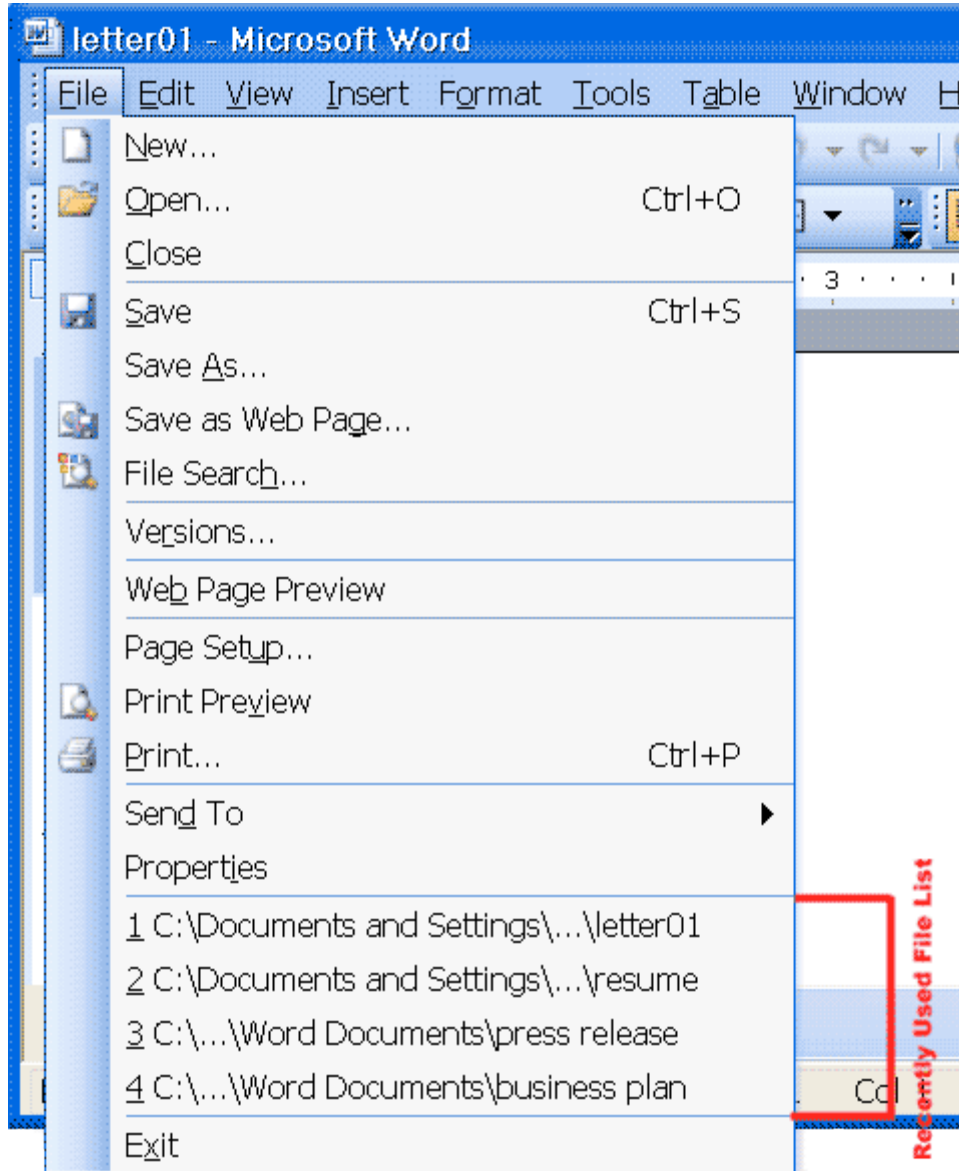 letter01 - Microsoft Word
File Edit View Insert Format Tools Table Window H
New...
Open... Ctrl+O
Close
3
Save Ctrl+S
Save As...
Save as Web Page...
File Search...
Versions...
Web Page Preview
Page Setup...
Print Preview
Print... Ctrl+P
Send To
Properties
1 C:\Documents and Settings\...\letter01
2 C:\Documents and Settings\...\resume
3 C:\...\Word Documents\press release
4 C:\...\Word Documents\business plan
Col
Exit
Recently Used File List